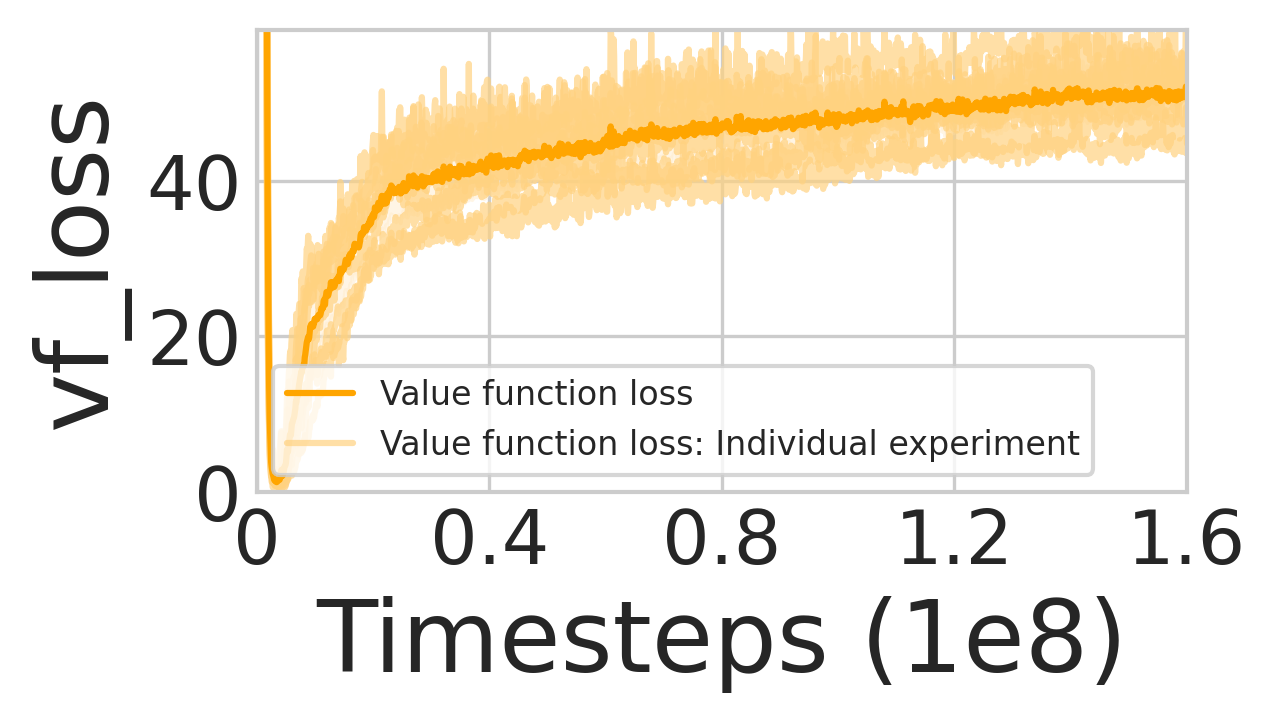 vf_loss
40
20
0
Value function loss
Value function loss: Individual experiment
0 0.4 0.8 1.2 1.6
Timesteps (1e8)